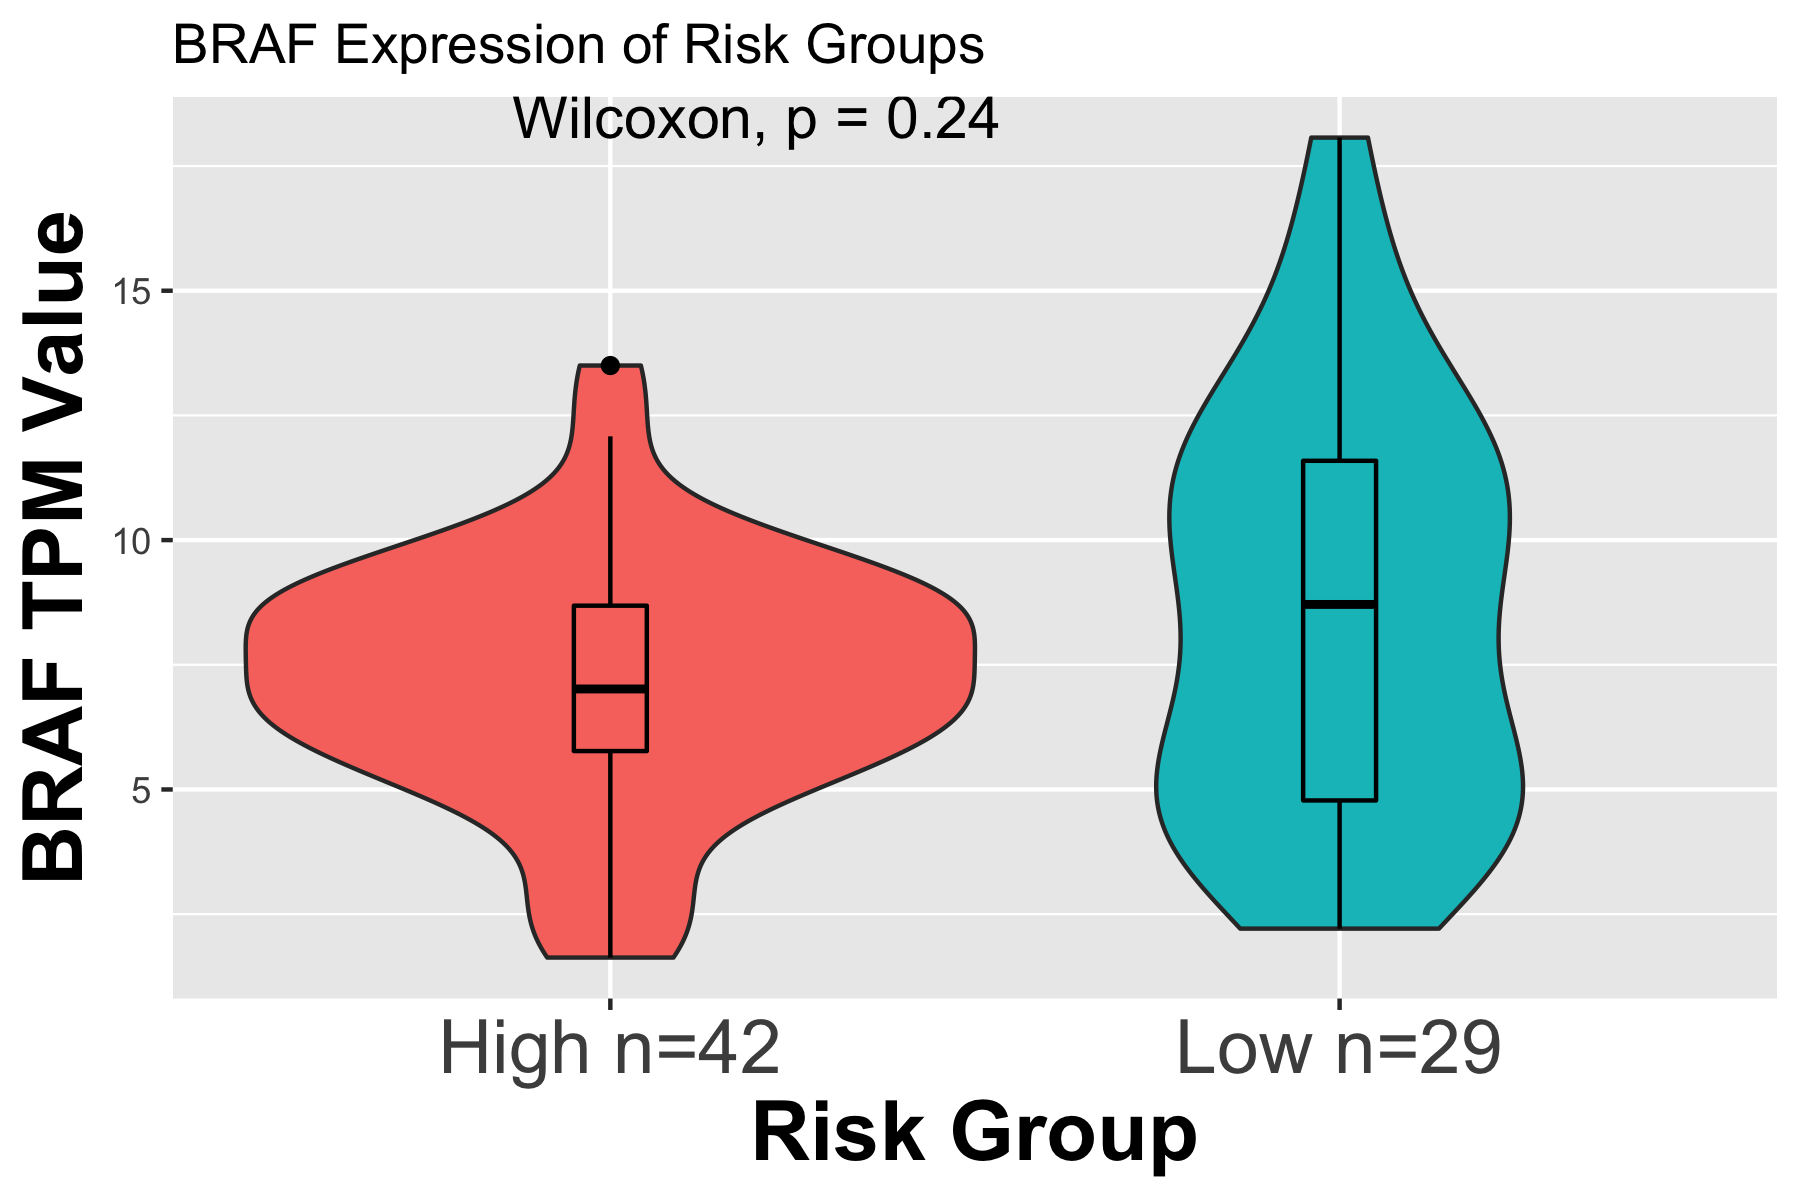 BRAF Expression of Risk Groups
Wilcoxon, p = 0.24
BRAF TPM Value
15
10
5
High n=42
Low n=29
Risk Group